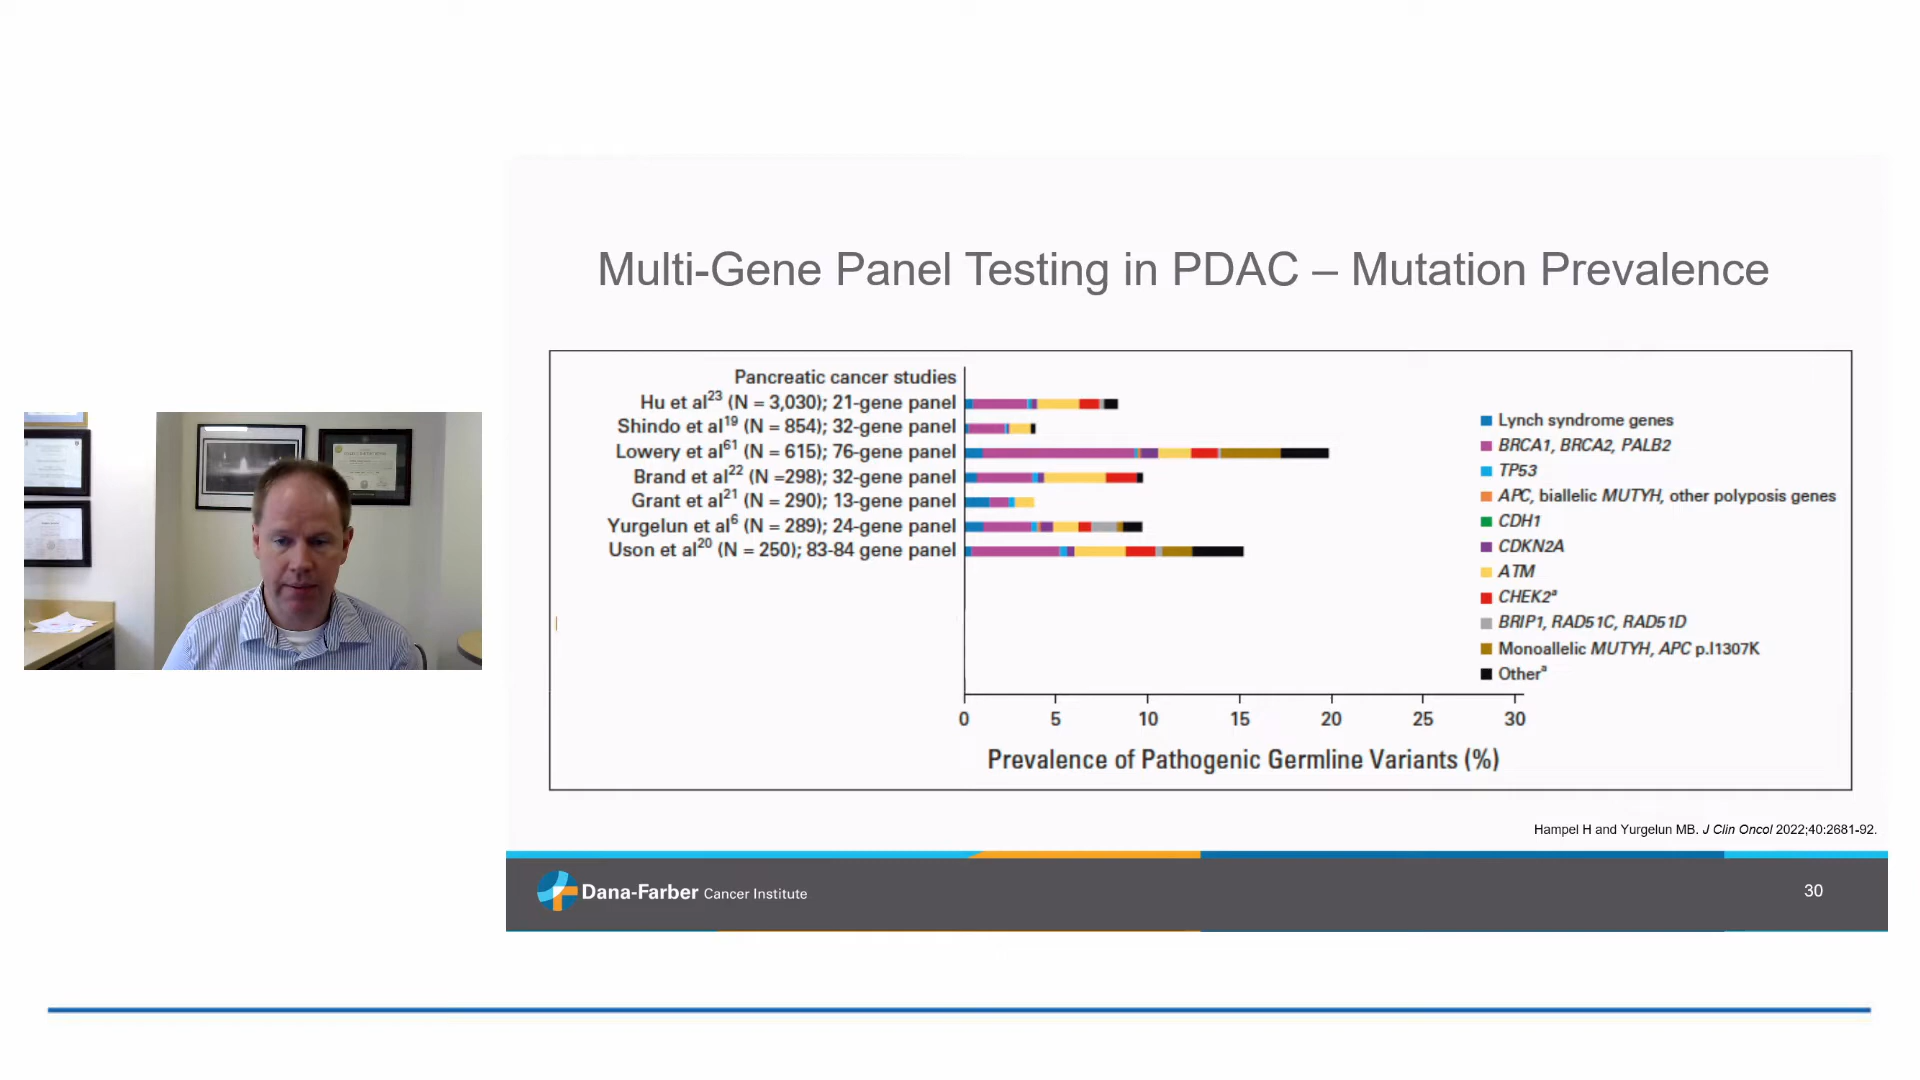 Multi-Gene Panel Testing in PDAC – Mutation Prevalence
Pancreatic cancer studies
Hu et al23 (N = 3,030); 21-gene panel
Shindo et al19 (N = 854); 32-gene panel
Lowery et al61 (N = 615); 76-gene panel
Brand et al22 (N =298); 32-gene panel
Grant et al21 (N = 290); 13-gene panel
Yurgelun et al6 (N = 289); 24-gene panel
Uson et al20 (N = 250); 83-84 gene panel
Lynch syndrome genes
BRCA1, BRCA2, PALB2
TP53
APC, biallelic MUTYH, other polyposis genes
CDH1
CDKN2A
ATM
CHEK2a
BRIP1, RAD51C, RAD51D
Monoallelic MUTYH, APC p.I1307K
Othera
0 5 10 15 20 25 30
Prevalence of Pathogenic Germline Variants (%)
Hampel H and Yurgelun MB. J Clin Oncol 2022;40:2681-92.
Dana-Farber Cancer Institute
30